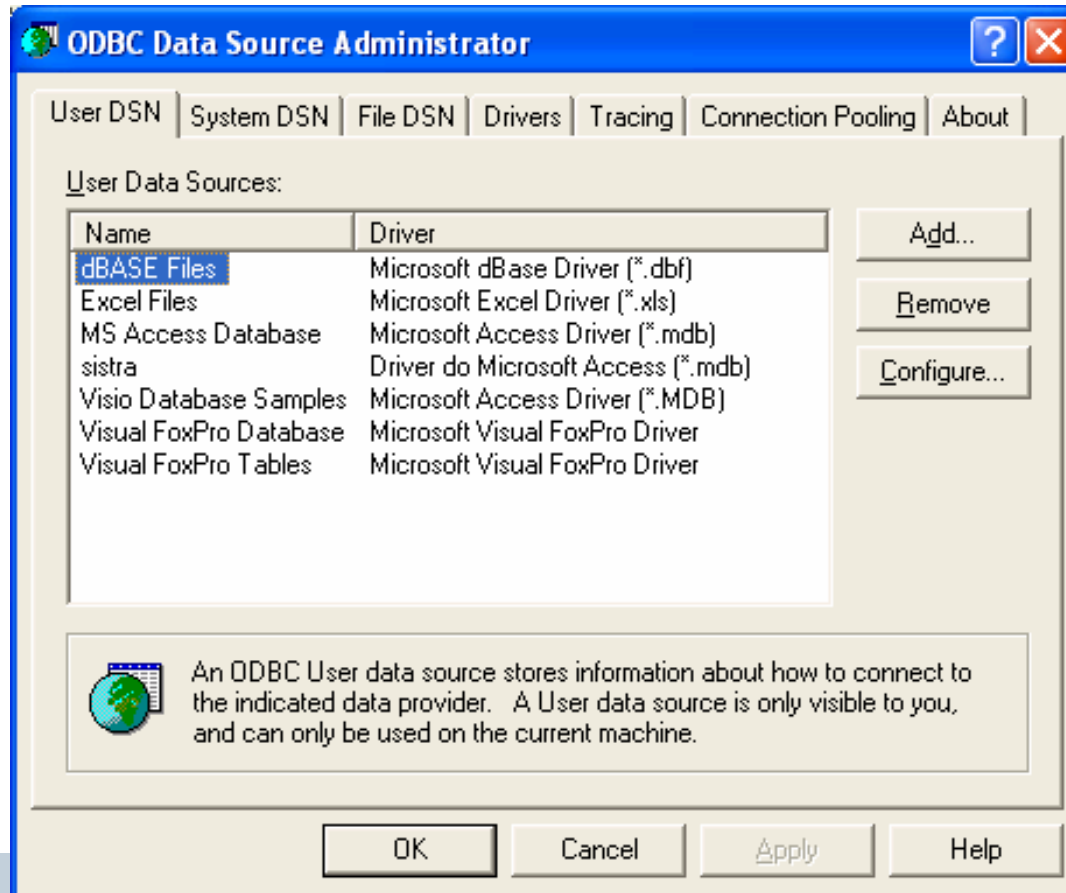 ODBC Data Source Administrator
User DSN System DSN File DSN Drivers Tracing Connection Pooling About
User Data Sources:
Name Driver
dBASE Files Microsoft dBase Driver (*.dbf)
Excel Files Microsoft Excel Driver (*.xls)
MS Access Database Microsoft Access Driver (*.mdb)
sistra Driver do Microsoft Access (*.mdb)
Visio Database Samples Microsoft Access Driver (*.MDB)
Visual FoxPro Database Microsoft Visual FoxPro Driver
Visual FoxPro Tables Microsoft Visual FoxPro Driver
Add...
Remove
Configure...
An ODBC User data source stores information about how to connect to
the indicated data provider. A User data source is only visible to you,
and can only be used on the current machine.
OK Cancel Apply Help